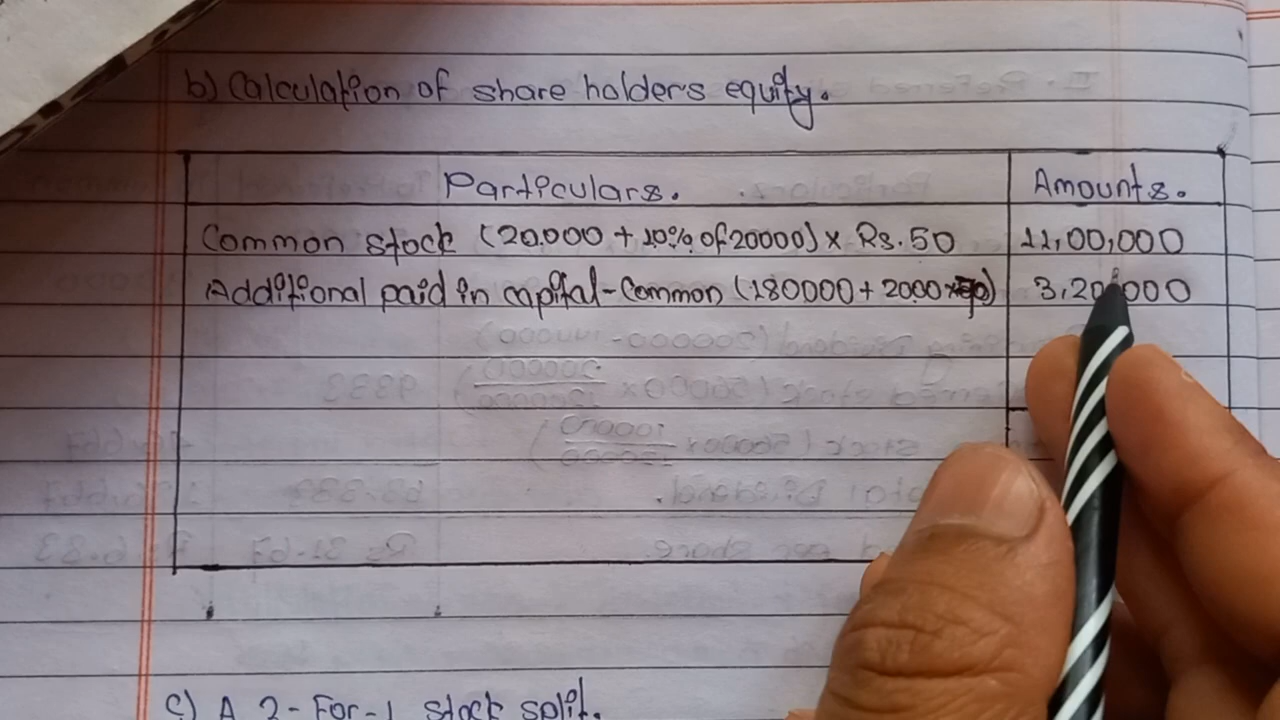 b) Calculation of share holders equity.
Particulars. Amounts.
Common stock (20.000 + 10% of 20000) x Rs. 50 11,00,000
Additional paid in capital-Common (180000 + 2000 x 70) 3,20,000
c) A 2-For-1 stock split.